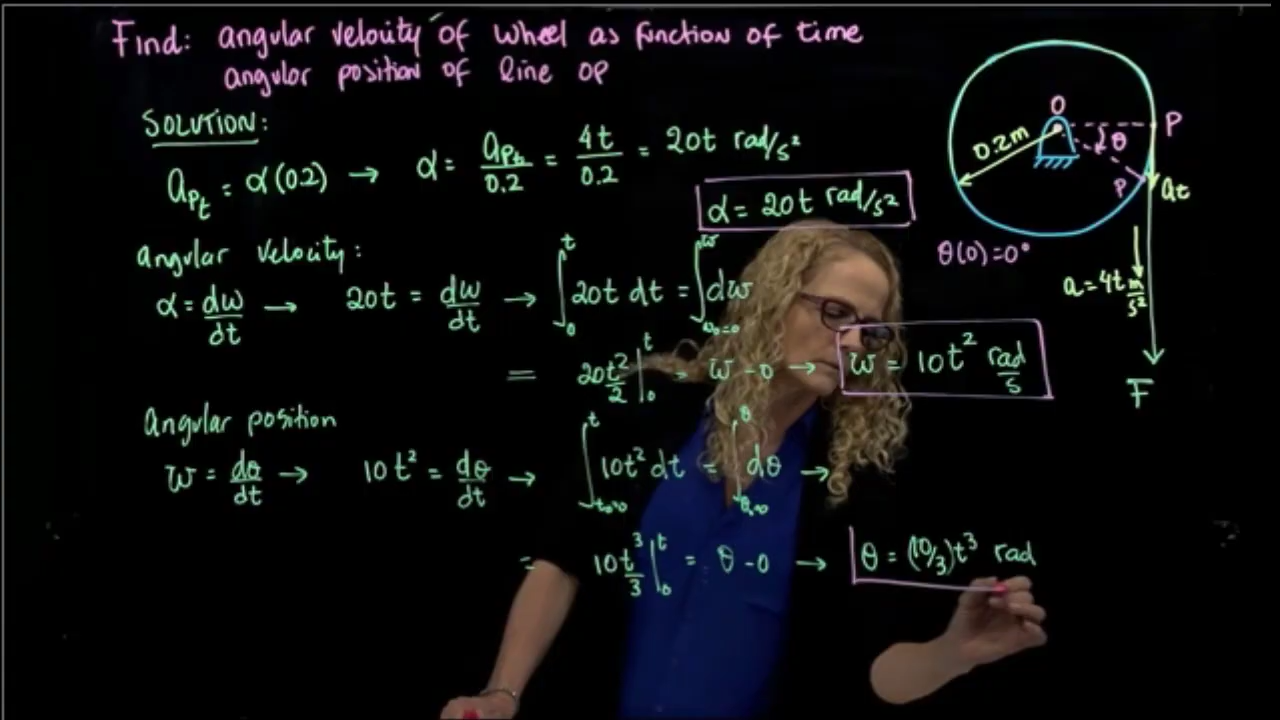 Find: angular velocity of wheel as function of time
angular position of line OP
SOLUTION:
aPt = α(0.2) → α = aPt/0.2 = 4t/0.2 = 20t rad/s²
α = 20t rad/s²
Angular velocity:
α = dω/dt → 20t = dω/dt → ∫₀ᵗ 20t dt = ∫_{ω₀=0}^{ω} dω
= 20t²/2 |₀ᵗ = ω - 0 → ω = 10t² rad/s
Angular position
ω = dθ/dt → 10t² = dθ/dt → ∫_{t₀=0}^{t} 10t² dt = ∫_{θ₀=0}^{θ} dθ →
= 10t³/3 |₀ᵗ = θ - 0 → θ = (10/3)t³ rad
O
P
0.2m
θ
P
at
θ(0)=0°
a = 4t m/s²
F